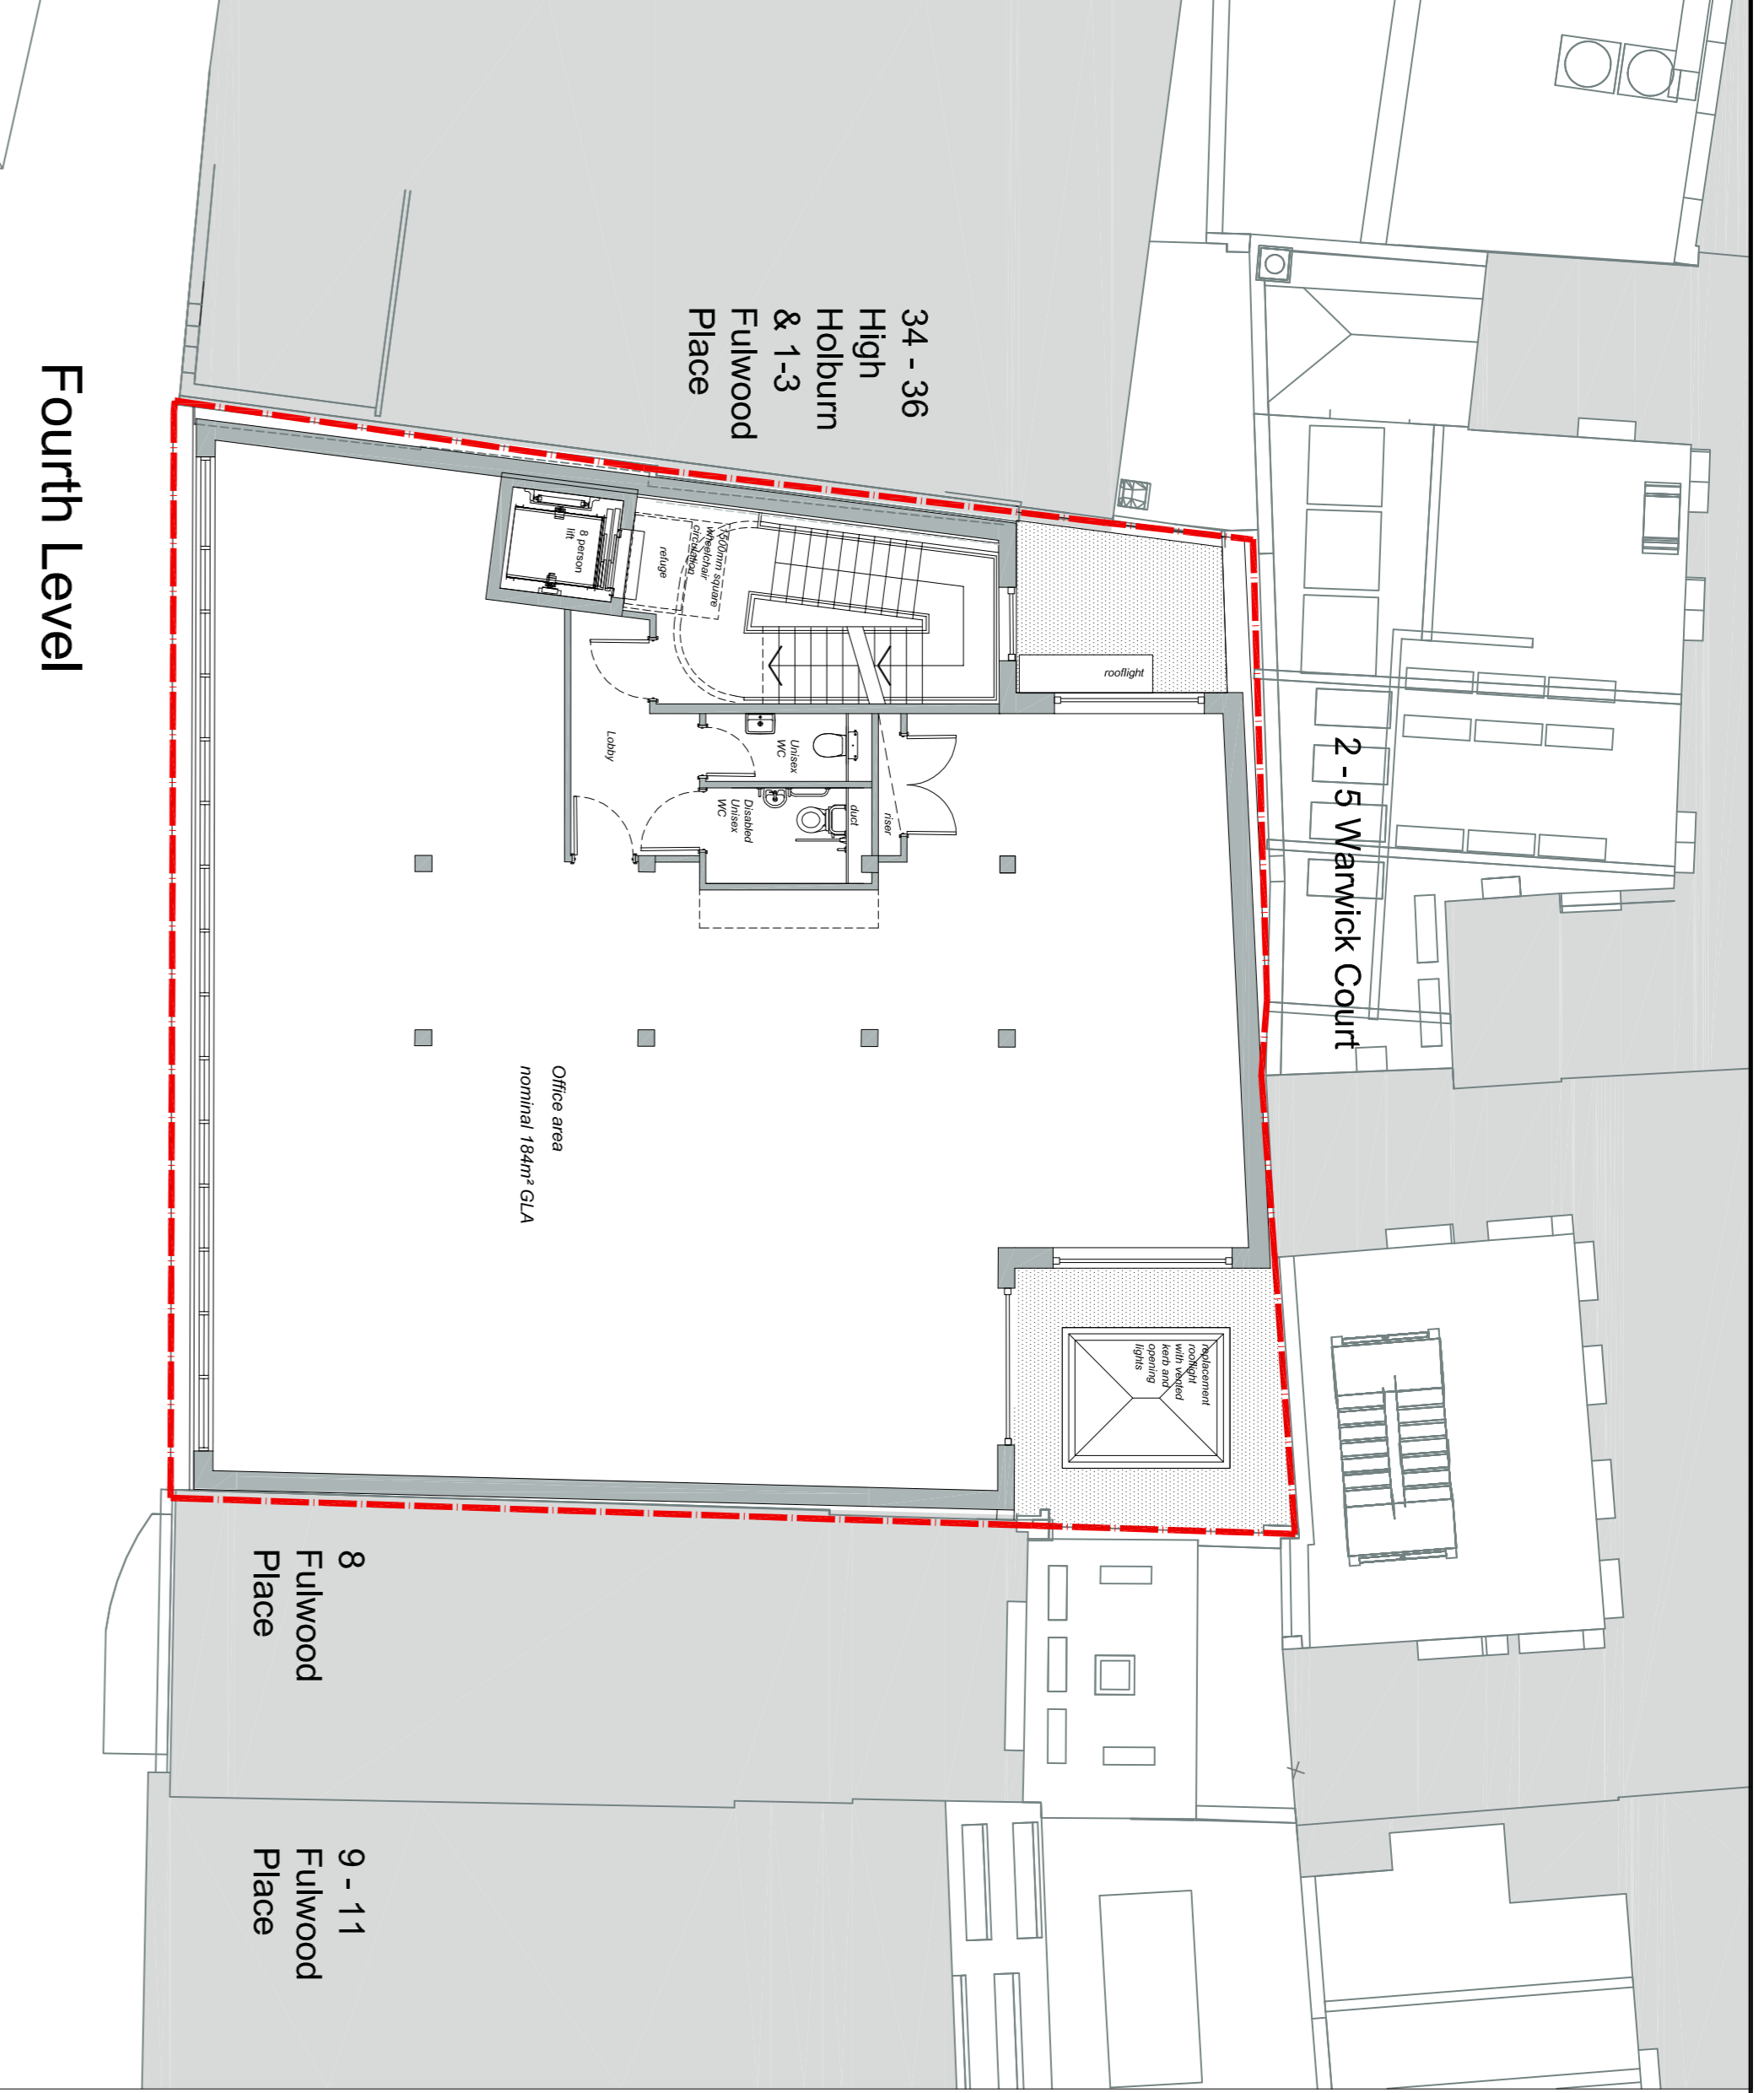 2 - 5 Warwick Court
34 - 36
High
Holburn
& 1-3
Fulwood
Place
rooflight
replacement
rooflight
with vented
kerb and
opening
lights
riser
duct
Unisex
WC
Disabled
Unisex
WC
1500mm square
wheelchair
circulation
refuge
8 person
lift
Lobby
Office area
nominal 184m² GLA
8
Fulwood
Place
9 - 11
Fulwood
Place
Fourth Level